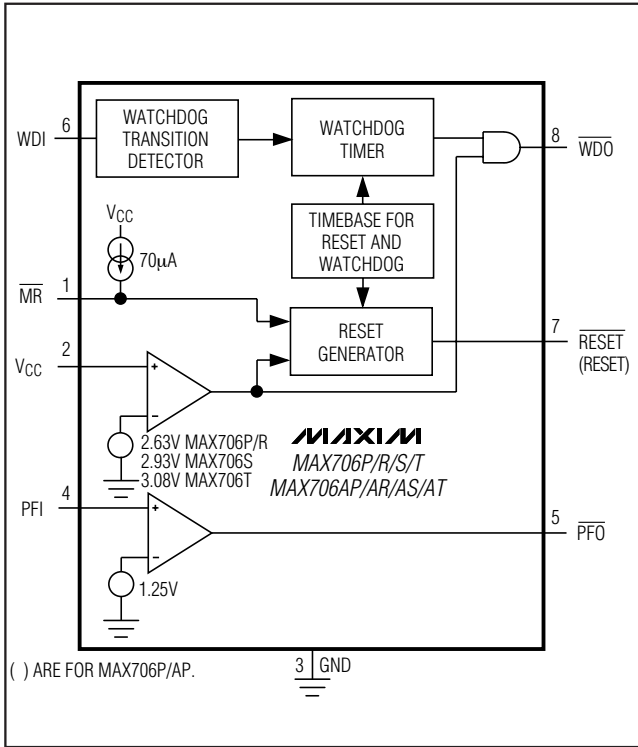 WATCHDOG
TRANSITION
DETECTOR
WATCHDOG
TIMER
6
WDI
8
WDO
VCC
70µA
TIMEBASE FOR
RESET AND
WATCHDOG
1
MR
RESET
GENERATOR
7
RESET
(RESET)
2
VCC
+
−
2.63V MAX706P/R
2.93V MAX706S
3.08V MAX706T
MAXIM
MAX706P/R/S/T
MAX706AP/AR/AS/AT
4
PFI
+
−
5
PFO
1.25V
3 GND
( ) ARE FOR MAX706P/AP.